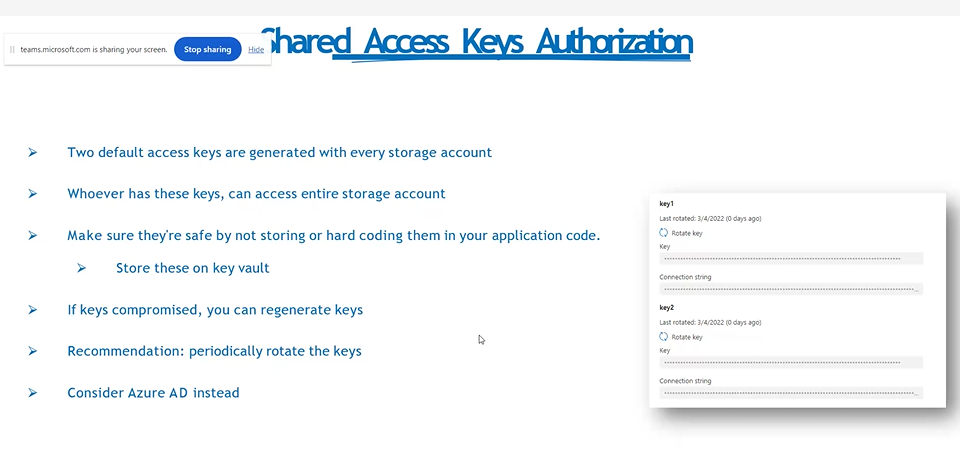 Shared Access Keys Authorization
teams.microsoft.com is sharing your screen. Stop sharing Hide
Two default access keys are generated with every storage account
Whoever has these keys, can access entire storage account
Make sure they're safe by not storing or hard coding them in your application code.
Store these on key vault
If keys compromised, you can regenerate keys
Recommendation: periodically rotate the keys
Consider Azure AD instead
key1
Last rotated: 3/4/2022 (0 days ago)
Rotate key
Key
Connection string
key2
Last rotated: 3/4/2022 (0 days ago)
Rotate key
Key
Connection string